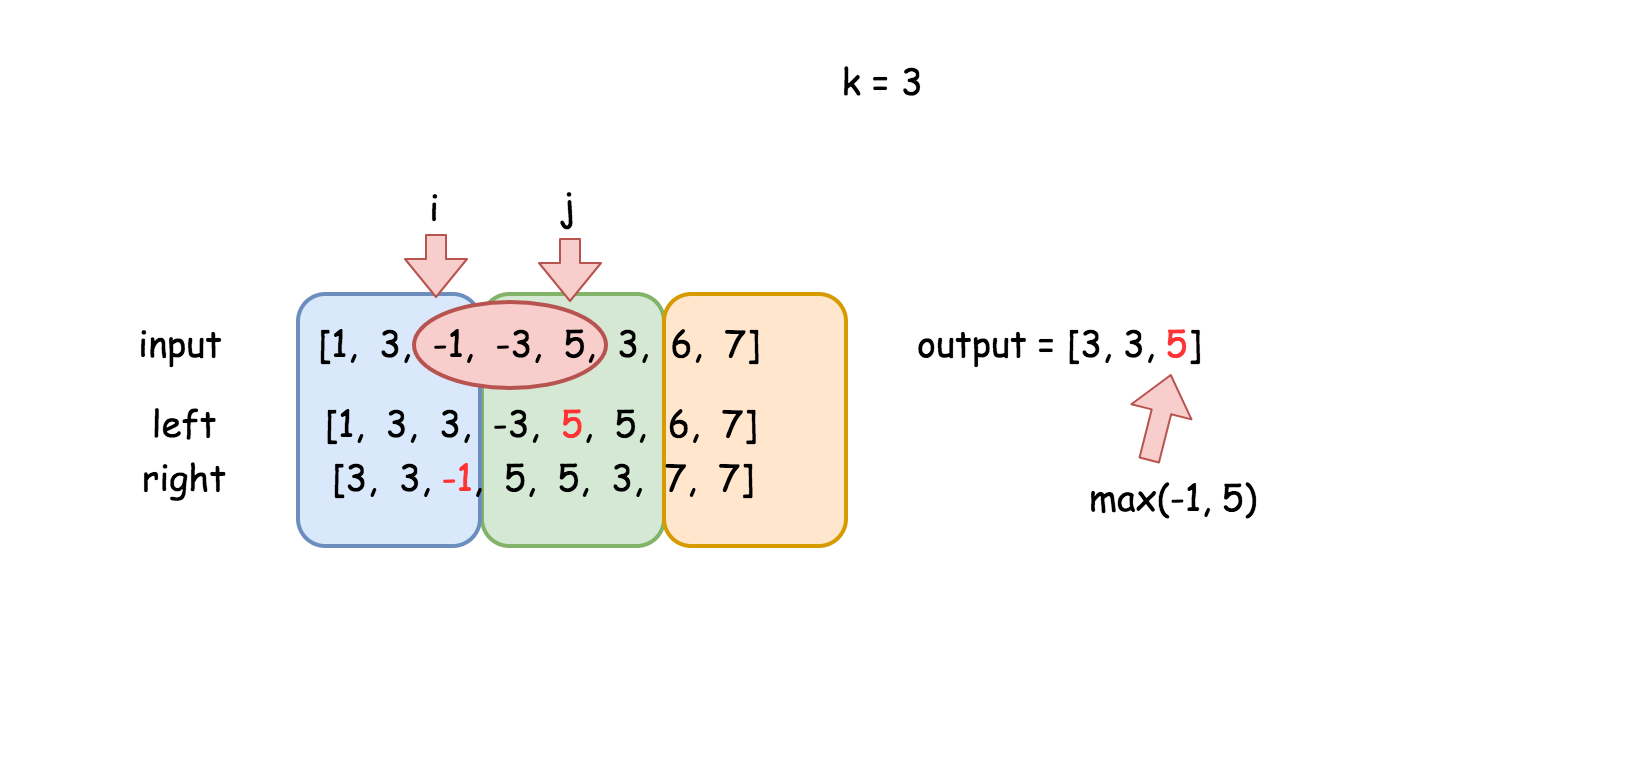 k = 3
i j
input [1, 3, -1, -3, 5, 3, 6, 7] output = [3, 3, 5]
left [1, 3, 3, -3, 5, 5, 6, 7]
right [3, 3, -1, 5, 5, 3, 7, 7]
max(-1, 5)